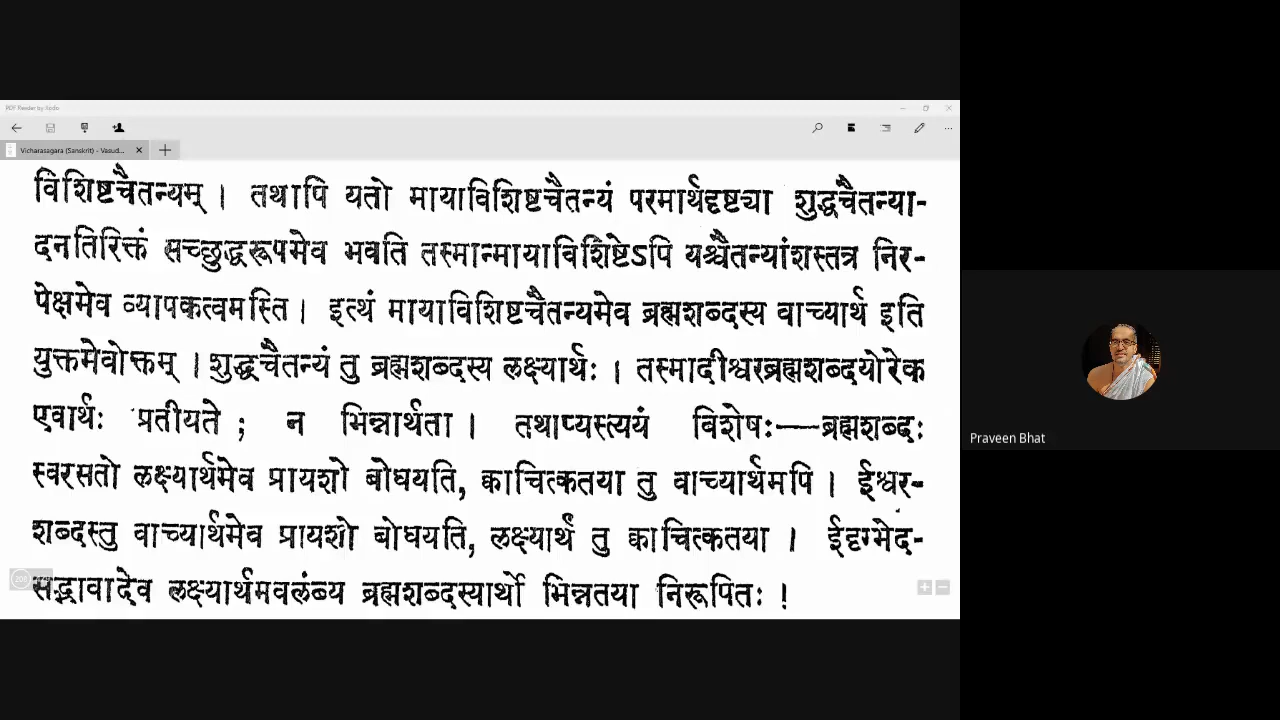 PDF Reader by Xodo
Vicharasagara (Sanskrit) - Vasud...
विशिष्टचैतन्यम् । तथापि यतो मायाविशिष्टचैतन्यं परमार्थदृष्ट्या शुद्धचैतन्या-
दनतिरिक्तं सच्छुद्धरूपमेव भवति तस्मान्मायाविशिष्टेऽपि यश्चैतन्यांशस्तत्र निर-
पेक्षमेव व्यापकत्वमस्ति । इत्थं मायाविशिष्टचैतन्यमेव ब्रह्मशब्दस्य वाच्यार्थ इति
युक्तमेवोक्तम् । शुद्धचैतन्यं तु ब्रह्मशब्दस्य लक्ष्यार्थः । तस्मादीश्वरब्रह्मशब्दयोरेक
एवार्थः प्रतीयते ; न भिन्नार्थता । तथाप्यस्त्ययं विशेषः—ब्रह्मशब्दः
स्वरसतो लक्ष्यार्थमेव प्रायशो बोधयति, क्वाचित्कतया तु वाच्यार्थमपि । ईश्वर-
शब्दस्तु वाच्यार्थमेव प्रायशो बोधयति, लक्ष्यार्थं तु क्वाचित्कतया । ईदृग्भेद-
सद्भावादेव लक्ष्यार्थमवलंब्य ब्रह्मशब्दस्यार्थो भिन्नतया निरूपितः !
Praveen Bhat